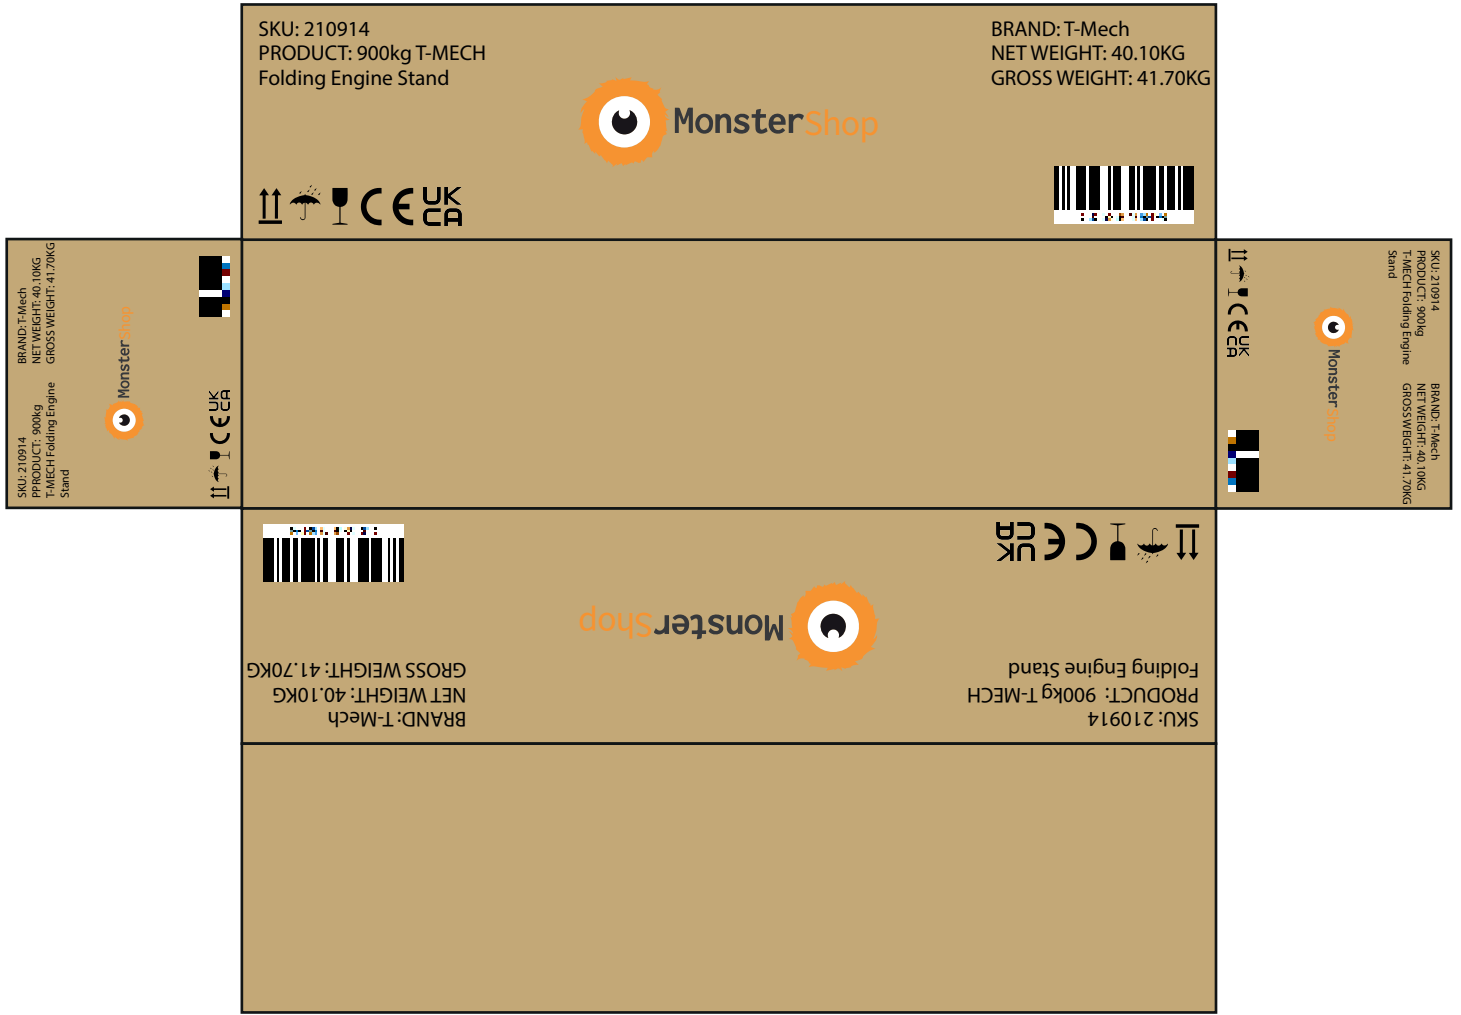 SKU: 210914
PRODUCT: 900kg T-MECH
Folding Engine Stand
BRAND: T-Mech
NET WEIGHT: 40.10KG
GROSS WEIGHT: 41.70KG
MonsterShop
CE UK
CA
BRAND: T-Mech
NET WEIGHT: 40.10KG
GROSS WEIGHT: 41.70KG
SKU: 210914
PPRODUCT: 900kg
T-MECH Folding Engine
Stand
MonsterShop
CE UK
CA
SKU: 210914
PRODUCT: 900kg
T-MECH Folding Engine
Stand
BRAND: T-Mech
NET WEIGHT: 40.10KG
GROSS WEIGHT: 41.70KG
MonsterShop
CE UK
CA
SKU: 210914
PRODUCT: 900kg T-MECH
Folding Engine Stand
BRAND: T-Mech
NET WEIGHT: 40.10KG
GROSS WEIGHT: 41.70KG
MonsterShop
CE UK
CA